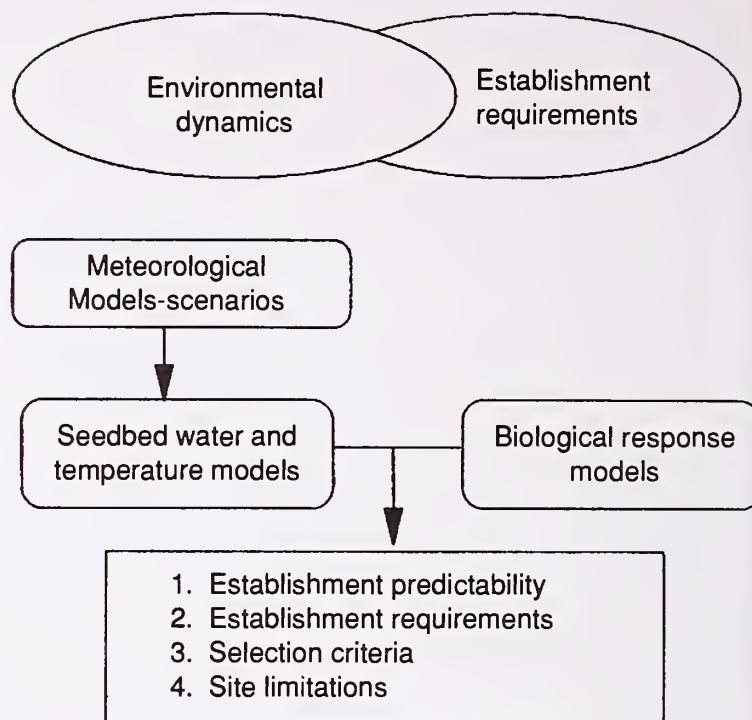 Environmental
dynamics
Establishment
requirements
Meteorological
Models-scenarios
Seedbed water and
temperature models
Biological response
models
1. Establishment predictability
2. Establishment requirements
3. Selection criteria
4. Site limitations